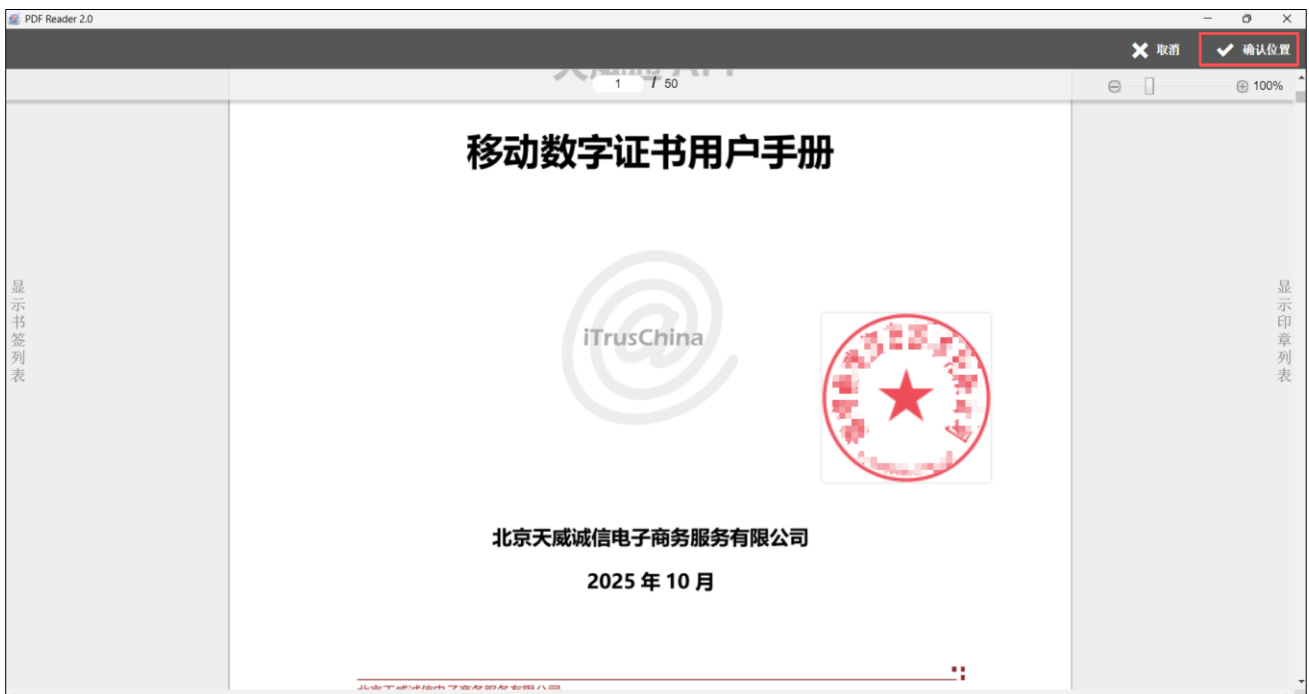 PDF Reader 2.0
取消
确认位置
1 / 50
100%
移动数字证书用户手册
显示书签列表
iTrusChina
显示印章列表
北京天威诚信电子商务服务有限公司
2025 年 10 月